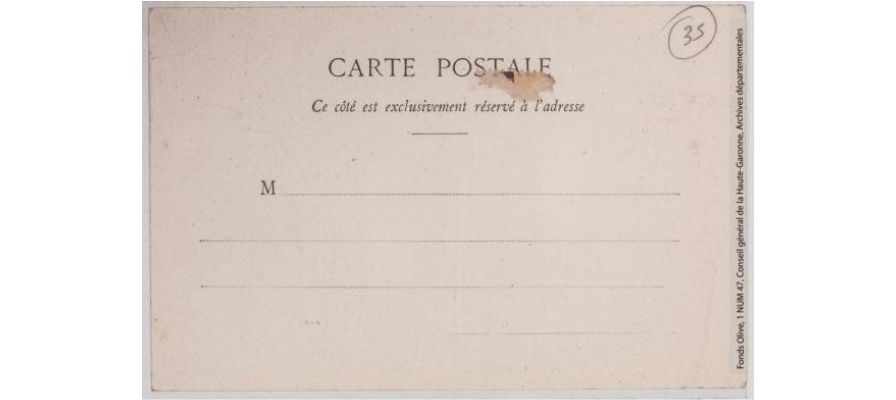 35
CARTE POSTALE
Ce côté est exclusivement réservé à l'adresse
M
Fonds Olive, 1 NUM 47, Conseil général de la Haute-Garonne, Archives départementales